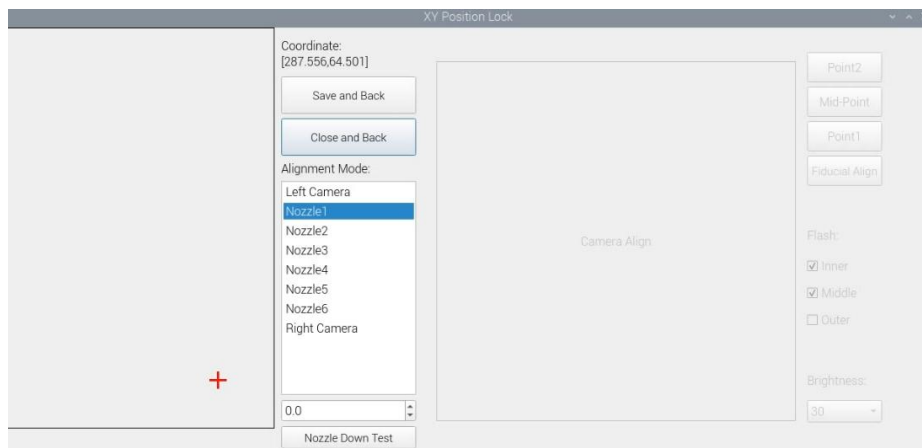 XY Position Lock
Coordinate:
[287.556,64.501]
Save and Back
Close and Back
Alignment Mode:
Left Camera
Nozzle1
Nozzle2
Nozzle3
Nozzle4
Nozzle5
Nozzle6
Right Camera
0.0
Nozzle Down Test
Camera Align
Point2
Mid-Point
Point1
Fiducial Align
Flash:
Inner
Middle
Outer
Brightness:
30